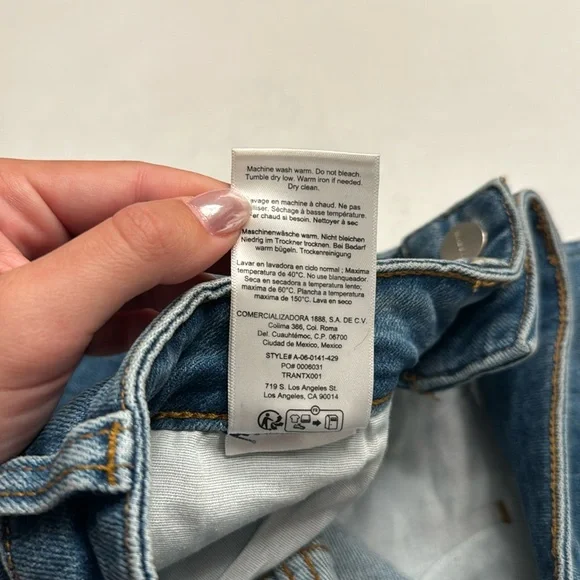 Machine wash warm. Do not bleach.
Tumble dry low. Warm iron if needed.
Dry clean.
en machine à chaud. Ne pas
Séchage à basse température.
chaud si besoin. Nettoyer à sec
Maschinenwäsche warm. Nicht bleichen
Niedrig im Trockner trocknen. Bei Bedarf
warm bügeln. Trockenreinigung
Lavar en lavadora en ciclo normal ; Maxima
temperatura de 40°C. No use blanqueador
Seca en secadora a temperatura lento;
maxima de 60°C. Plancha a temperatura
maxima de 150°C. Lava en seco
COMERCIALIZADORA 1888, S.A. DE C.V.
Colima 386, Col. Roma
Del. Cuauhtémoc, C.P. 06700
Ciudad de Mexico, Mexico
STYLE# A-06-0141-429
PO# 0006031
TRANTX001
719 S. Los Angeles St.
Los Angeles, CA 90014
FR